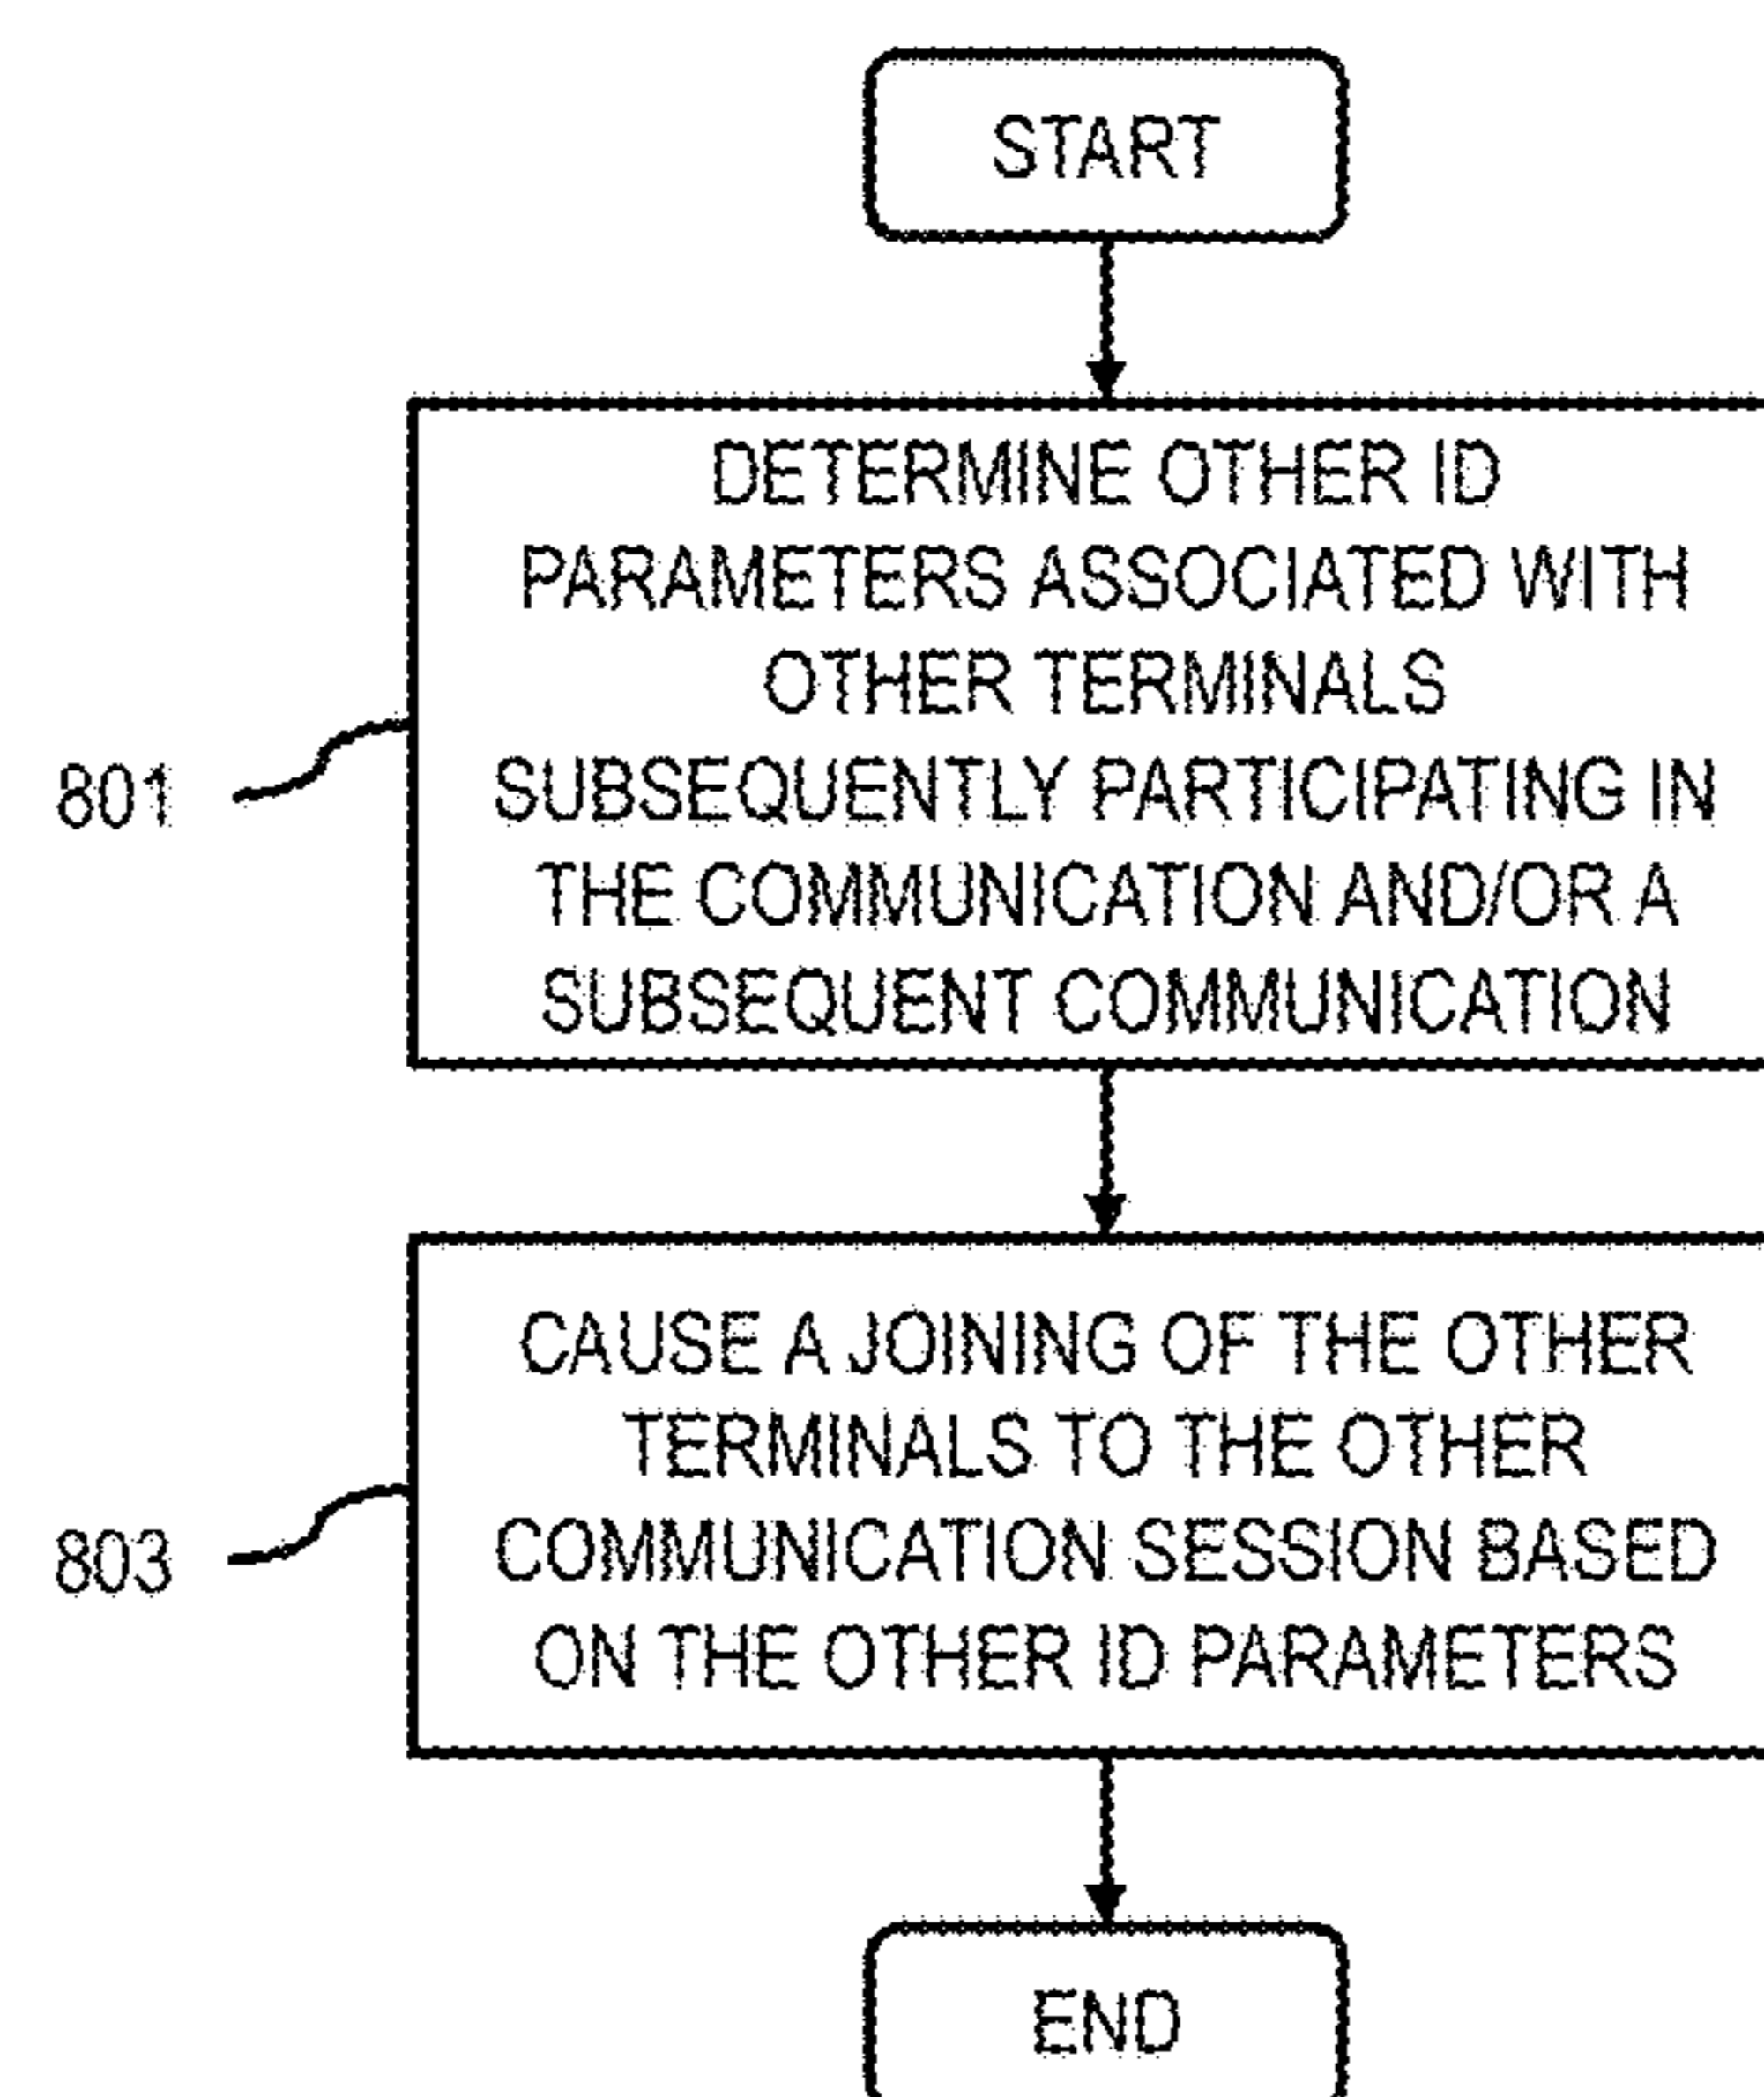 START
DETERMINE OTHER ID
PARAMETERS ASSOCIATED WITH
OTHER TERMINALS
SUBSEQUENTLY PARTICIPATING IN
THE COMMUNICATION AND/OR A
SUBSEQUENT COMMUNICATION
801
CAUSE A JOINING OF THE OTHER
TERMINALS TO THE OTHER
COMMUNICATION SESSION BASED
ON THE OTHER ID PARAMETERS
803
END